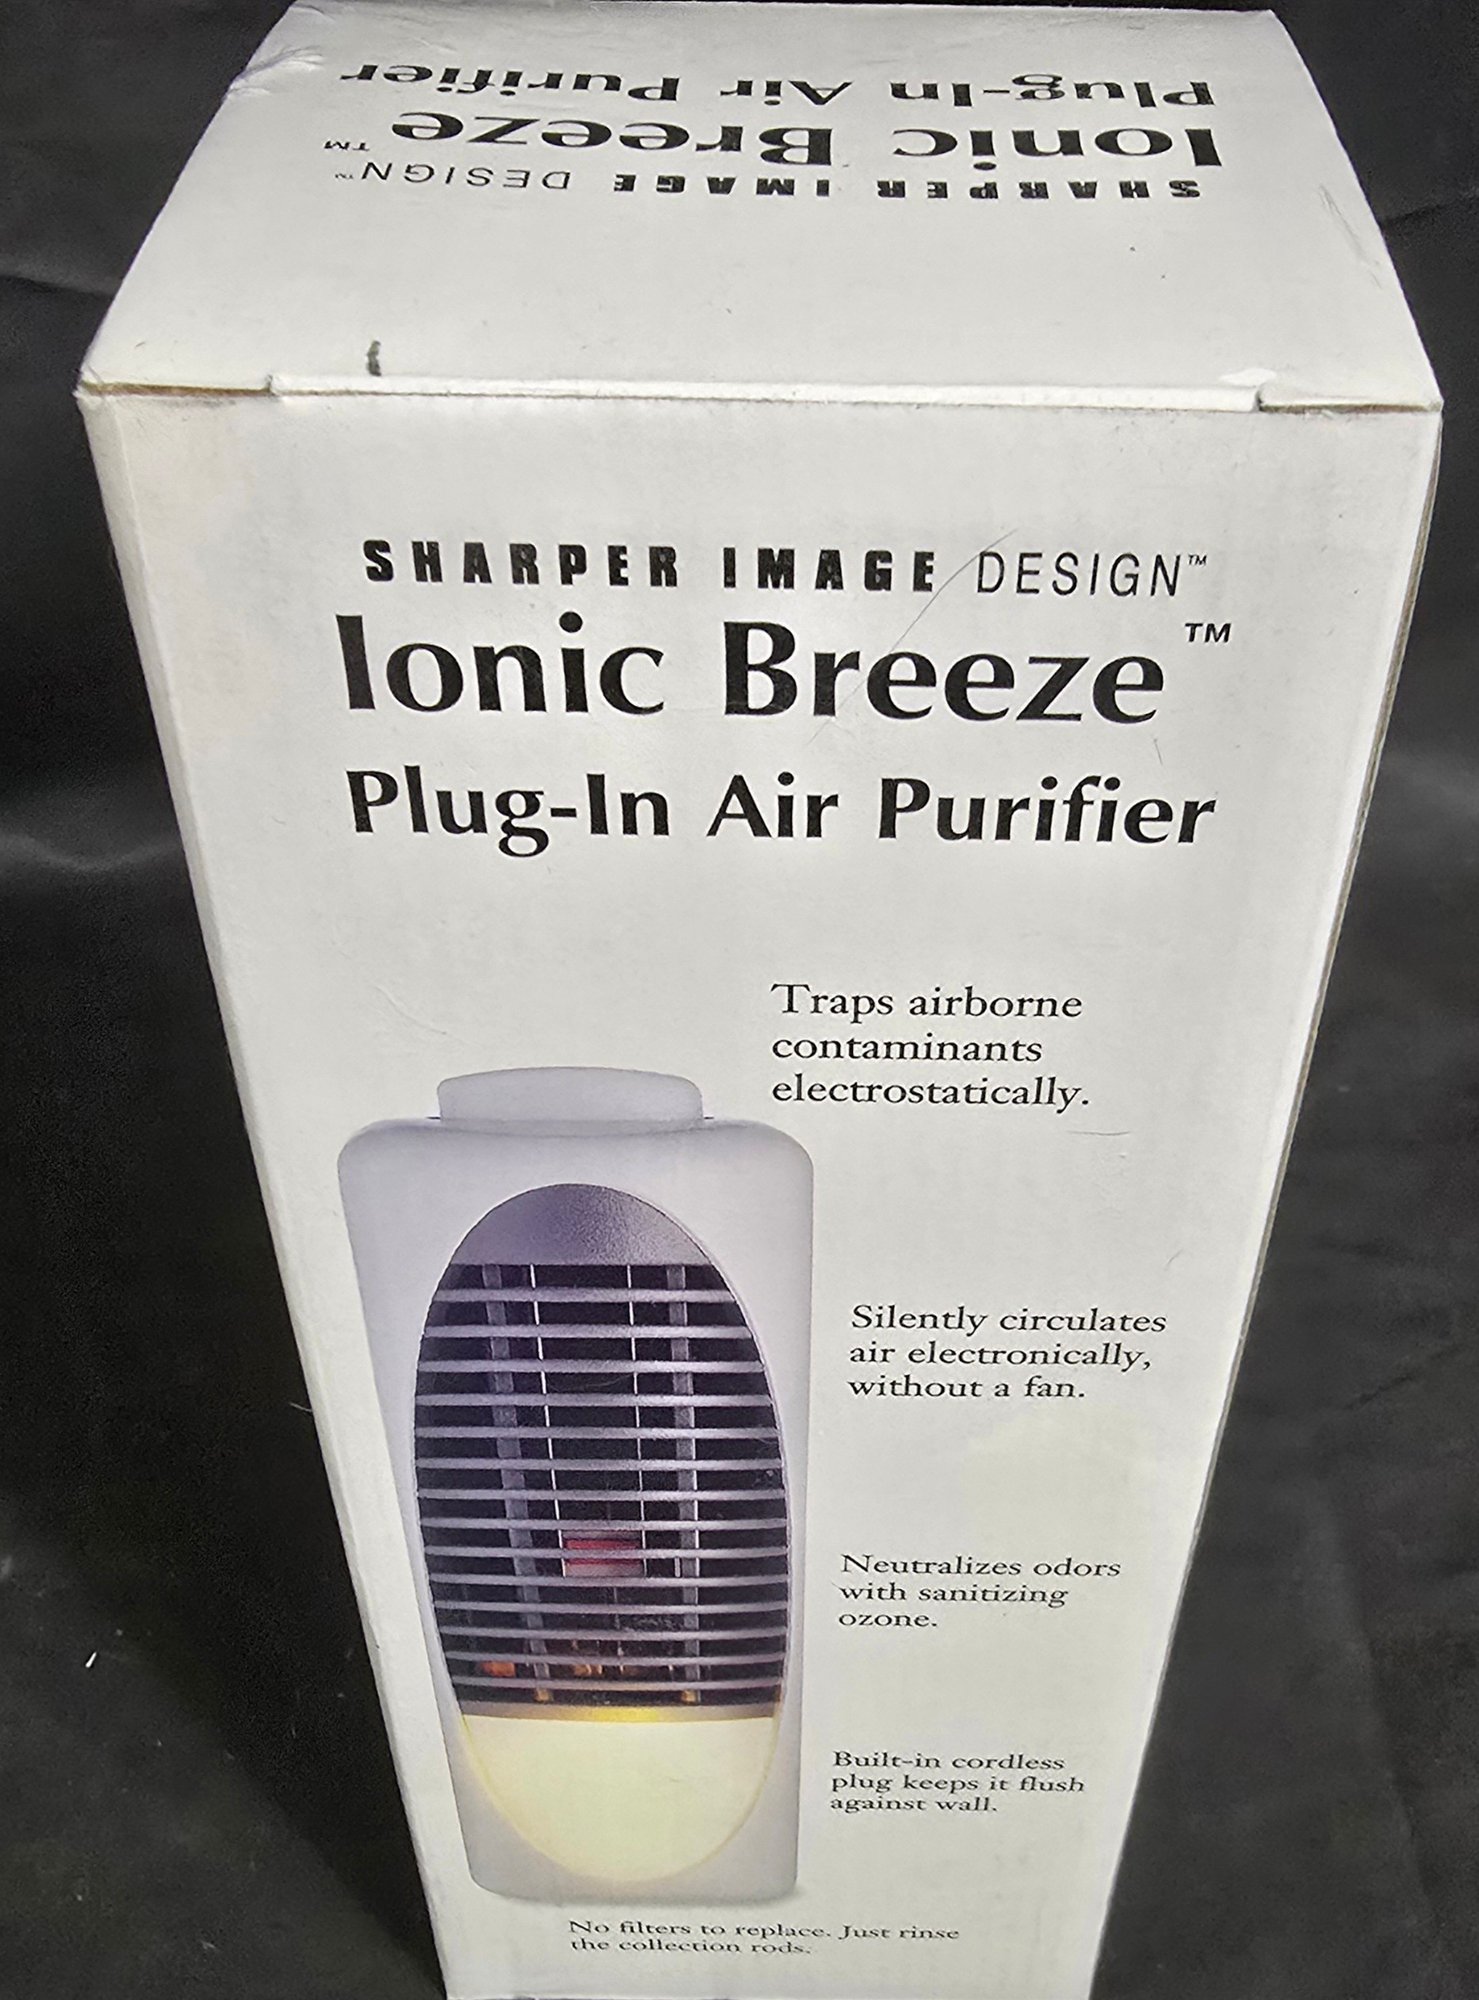 SHARPER IMAGE DESIGN™
Ionic Breeze™
Plug-In Air Purifier
SHARPER IMAGE DESIGN™
Ionic Breeze™
Plug-In Air Purifier
Traps airborne
contaminants
electrostatically.
Silently circulates
air electronically,
without a fan.
Neutralizes odors
with sanitizing
ozone.
Built-in cordless
plug keeps it flush
against wall.
No filters to replace. Just rinse
the collection rods.